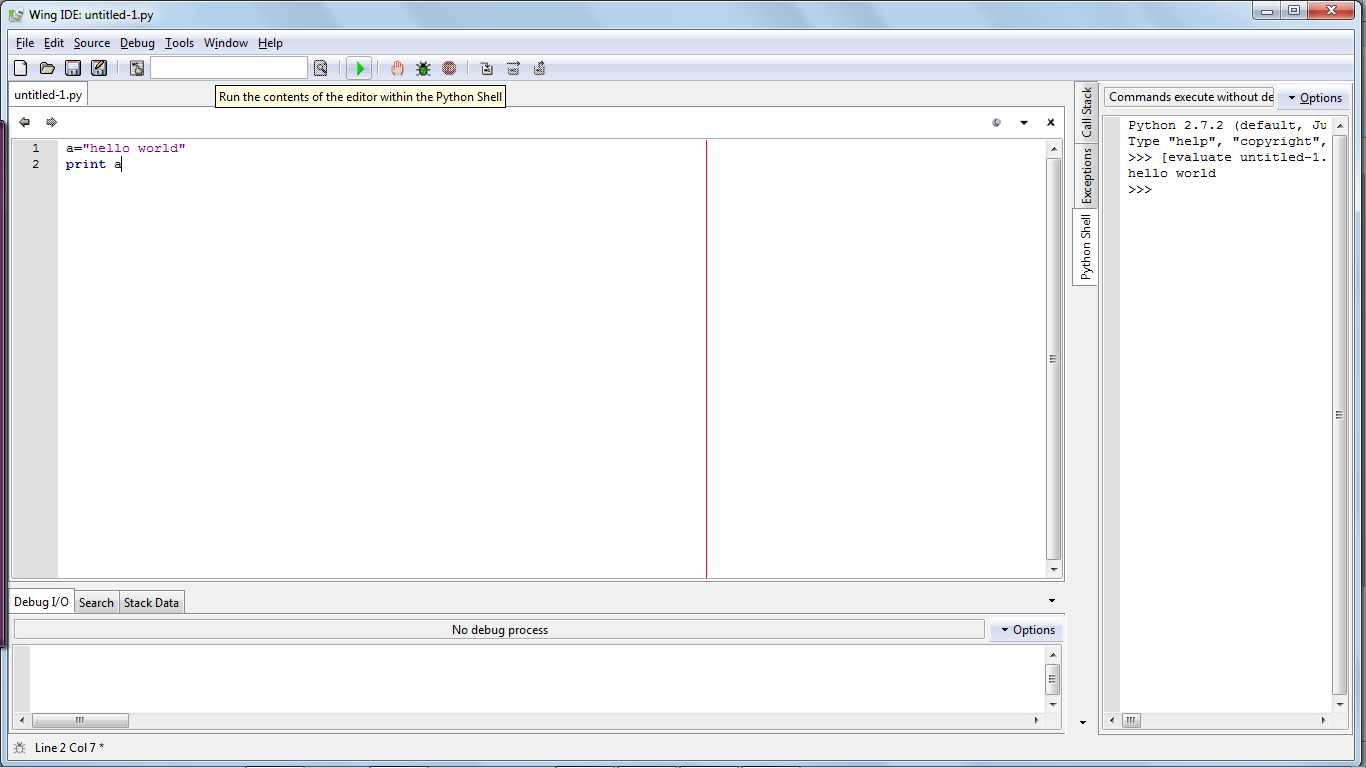 Wing IDE: untitled-1.py
File Edit Source Debug Tools Window Help
untitled-1.py
Run the contents of the editor within the Python Shell
1 a="hello world"
2 print a
Call Stack
Exceptions
Python Shell
Commands execute without de
Options
Python 2.7.2 (default, Ju
Type "help", "copyright",
>>> [evaluate untitled-1.
hello world
>>>
Debug I/O Search Stack Data
No debug process
Options
Line 2 Col 7 *